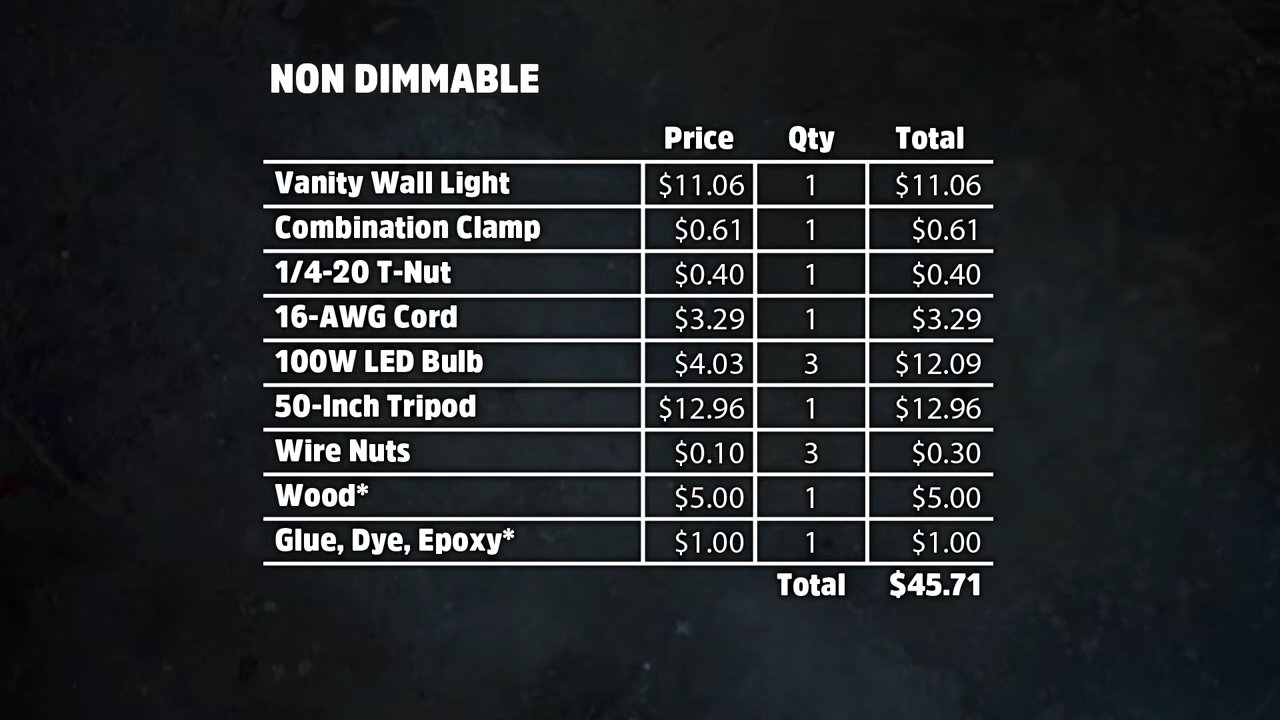 NON DIMMABLE
Price Qty Total
Vanity Wall Light $11.06 1 $11.06
Combination Clamp $0.61 1 $0.61
1/4-20 T-Nut $0.40 1 $0.40
16-AWG Cord $3.29 1 $3.29
100W LED Bulb $4.03 3 $12.09
50-Inch Tripod $12.96 1 $12.96
Wire Nuts $0.10 3 $0.30
Wood* $5.00 1 $5.00
Glue, Dye, Epoxy* $1.00 1 $1.00
Total $45.71